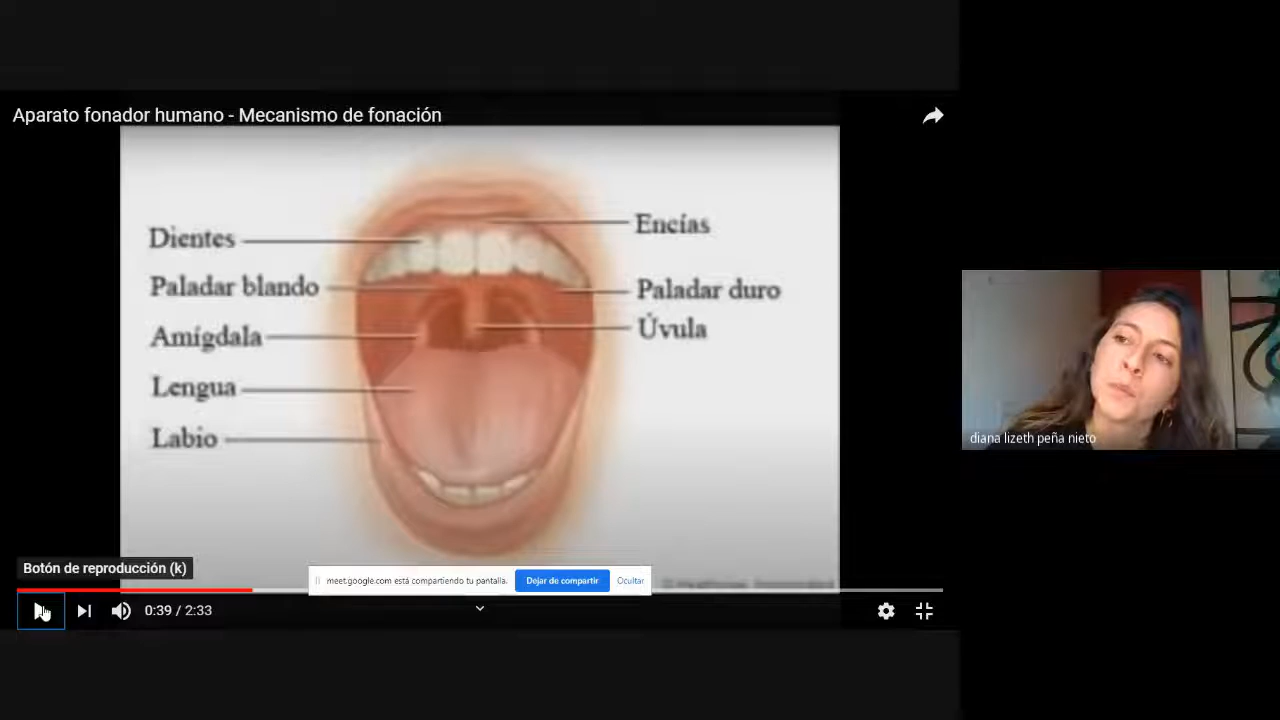 Aparato fonador humano - Mecanismo de fonación
Dientes
Encías
Paladar blando
Paladar duro
Amígdala
Úvula
Lengua
Labio
diana lizeth peña nieto
Botón de reproducción (k)
meet.google.com está compartiendo tu pantalla.
Dejar de compartir
Ocultar
0:39 / 2:33